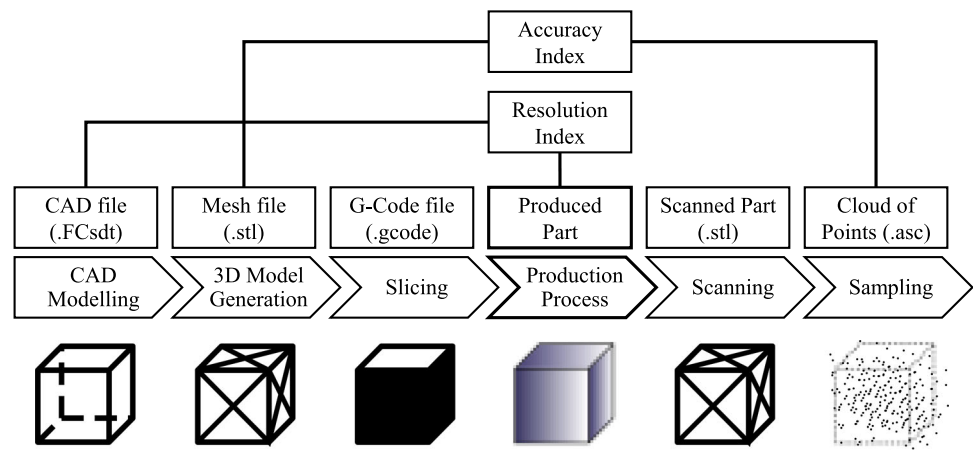 Accuracy
Index
Resolution
Index
CAD file
(.FCsdt)
Mesh file
(.stl)
G-Code file
(.gcode)
Produced
Part
Scanned Part
(.stl)
Cloud of
Points (.asc)
CAD
Modelling
3D Model
Generation
Slicing
Production
Process
Scanning
Sampling